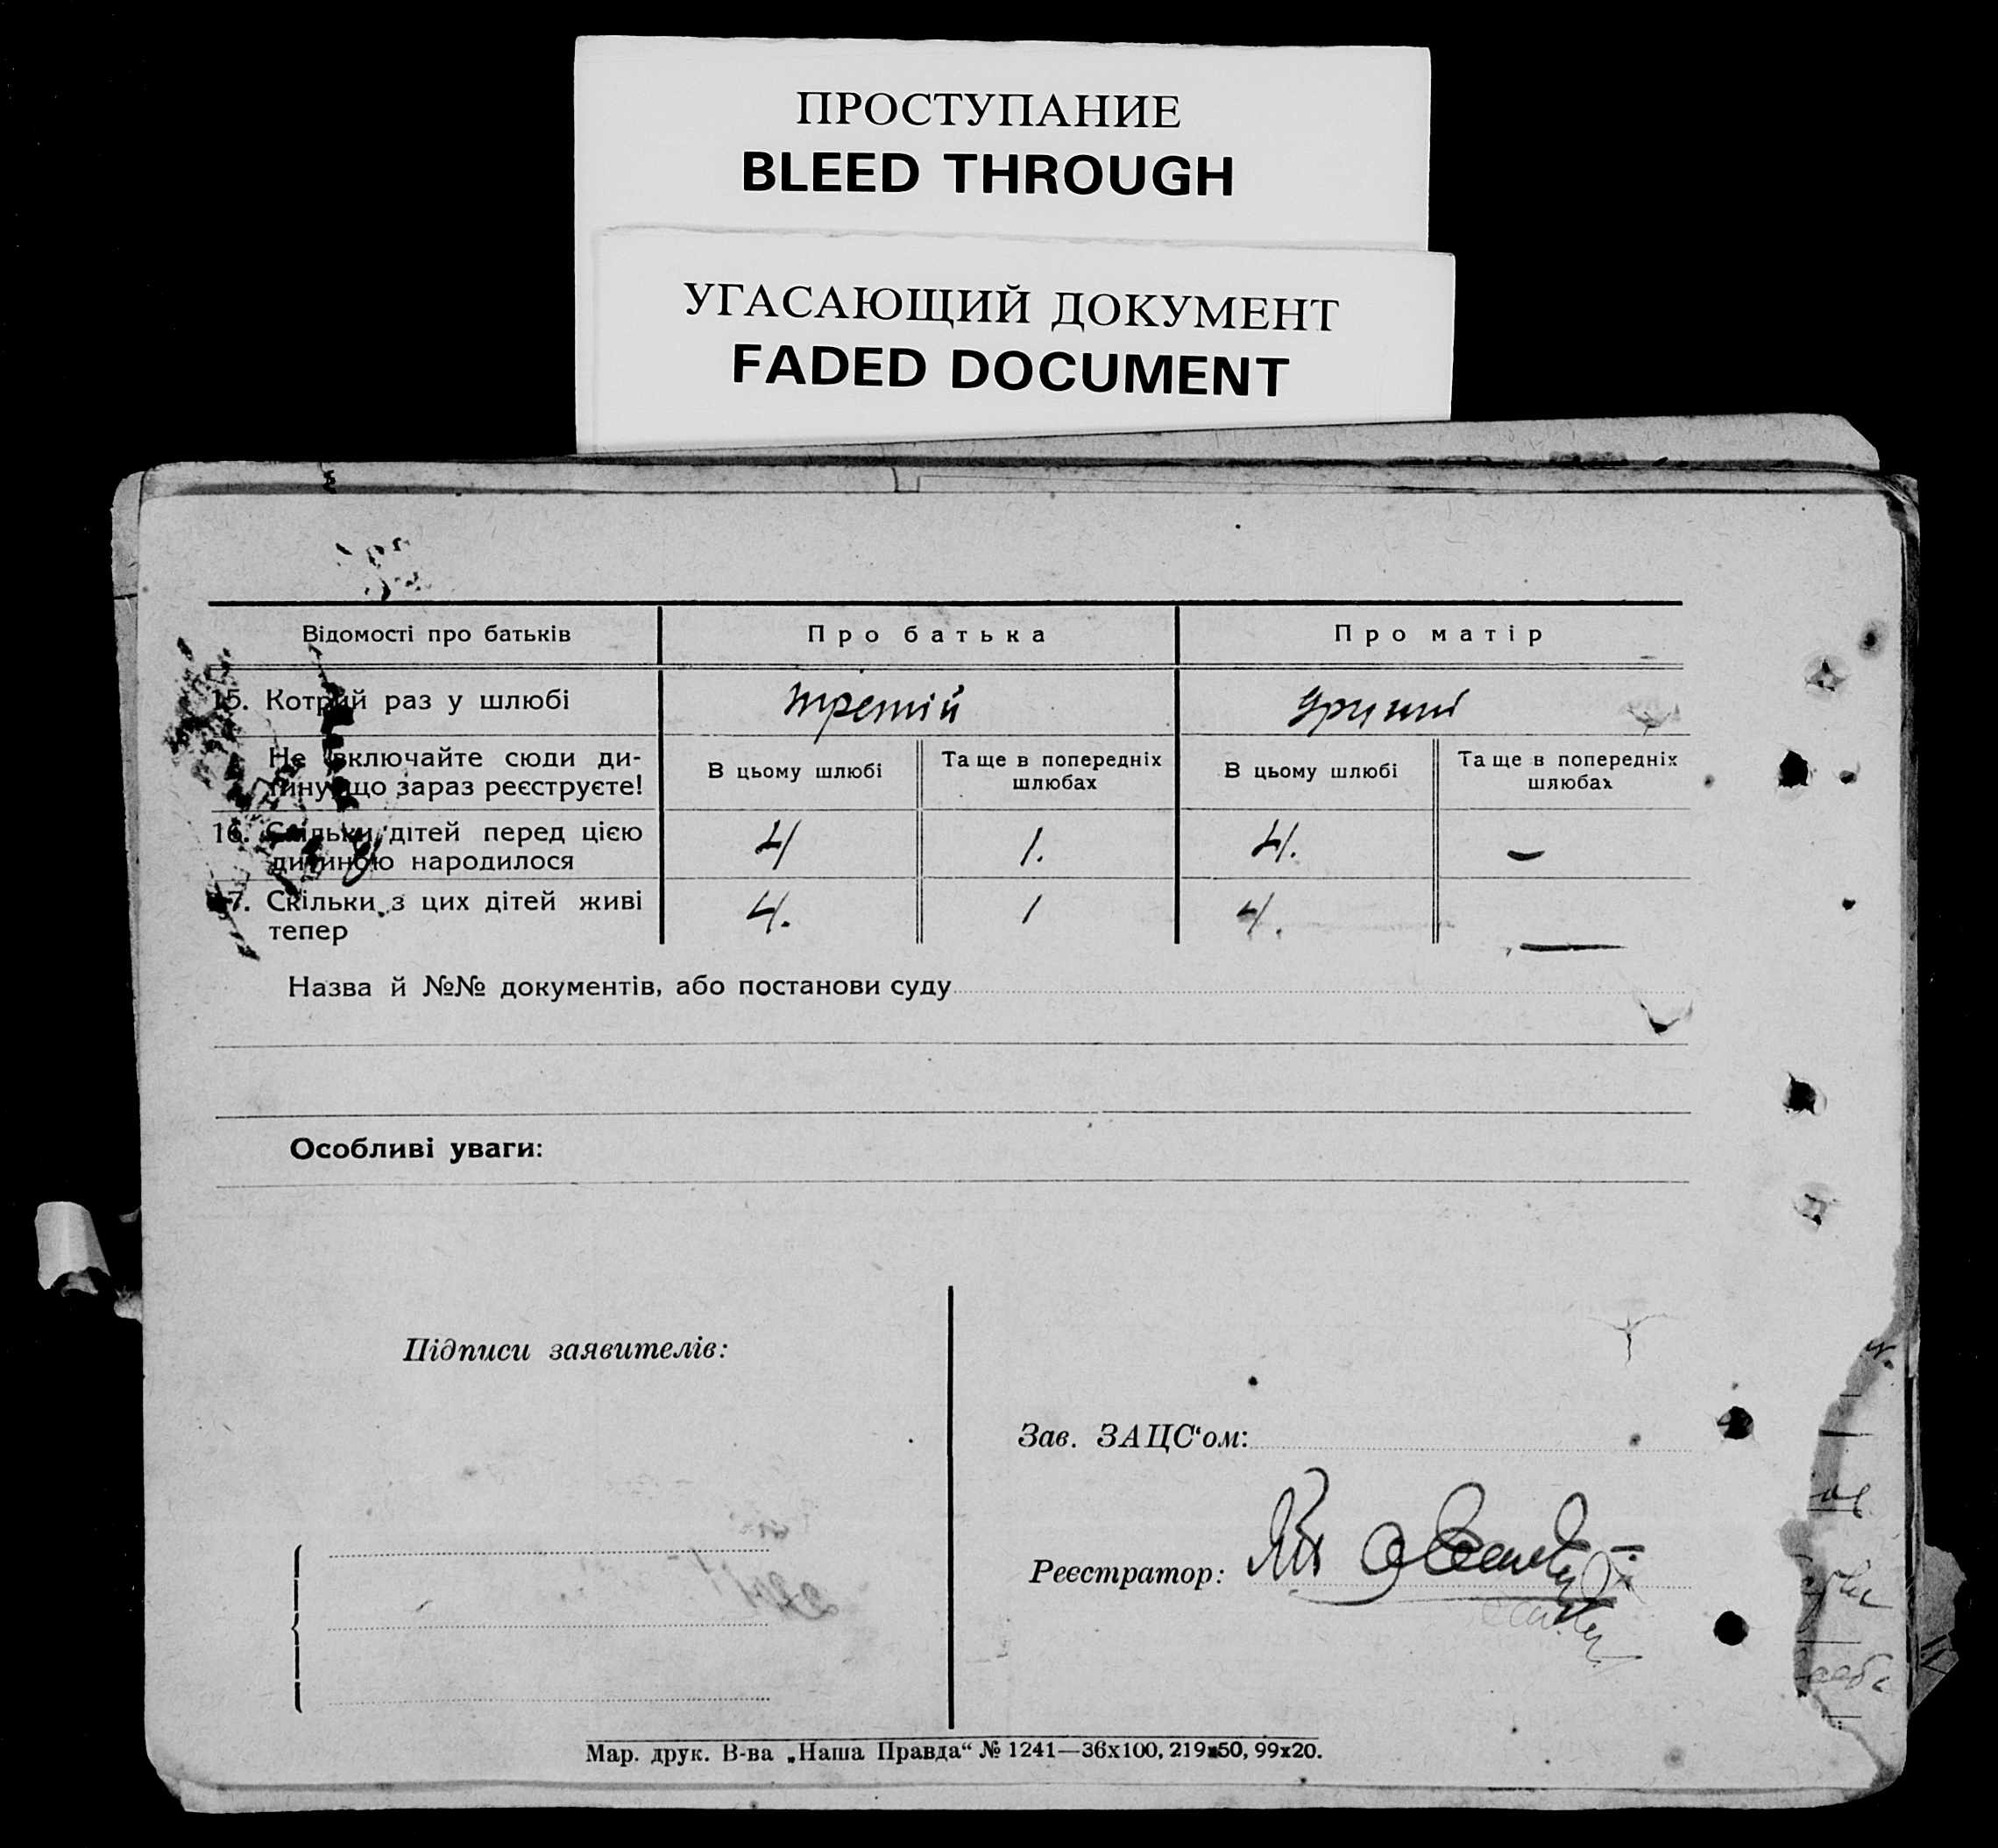 ПРОСТУПАНИЕ
BLEED THROUGH
УГАСАЮЩИЙ ДОКУМЕНТ
FADED DOCUMENT
Відомості про батьків Про батька Про матір
15. Котрий раз у шлюбі третій другий
Не включайте сюди ди-
тину, що зараз реєструєте!
В цьому шлюбі Та ще в попередніх шлюбах В цьому шлюбі Та ще в попередніх шлюбах
16. Скільки дітей перед цією
дитиною народилося 4 1. 4. —
17. Скільки з цих дітей живі
тепер 4. 1 4. —
Назва й №№ документів, або постанови суду
Особливі уваги:
Підписи заявителів:
Зав. ЗАЦС‘ом:
Реєстратор:
Мар. друк. В-ва „Наша Правда“ № 1241—36х100, 219х50, 99х20.